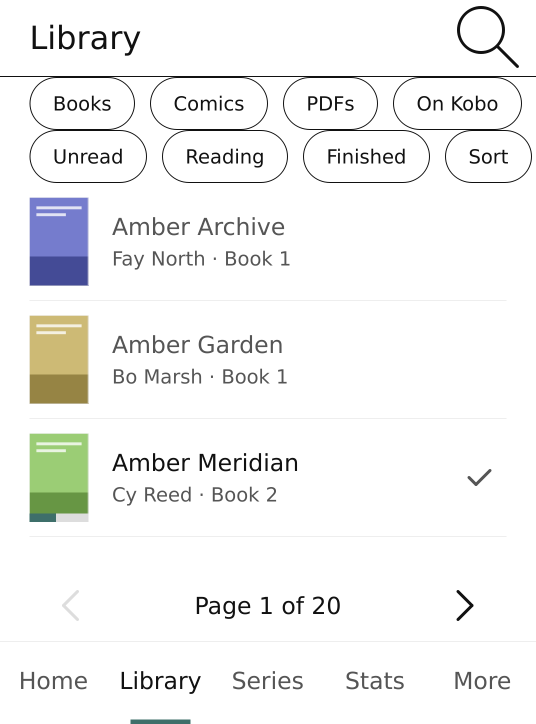 Library
Books Comics PDFs On Kobo
Unread Reading Finished Sort
Amber Archive
Fay North · Book 1
Amber Garden
Bo Marsh · Book 1
Amber Meridian
Cy Reed · Book 2
Page 1 of 20
Home Library Series Stats More